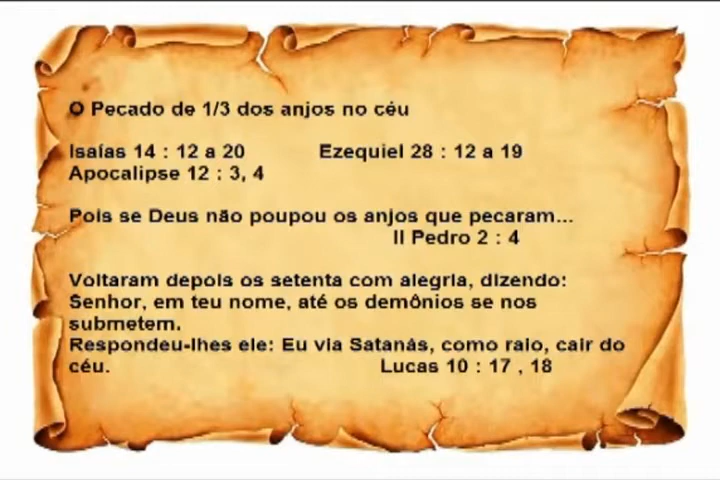 O Pecado de 1/3 dos anjos no céu
Isaías 14 : 12 a 20 Ezequiel 28 : 12 a 19
Apocalipse 12 : 3, 4
Pois se Deus não poupou os anjos que pecaram...
II Pedro 2 : 4
Voltaram depois os setenta com alegria, dizendo:
Senhor, em teu nome, até os demônios se nos
submetem.
Respondeu-lhes ele: Eu via Satanás, como raio, cair do
céu. Lucas 10 : 17 , 18